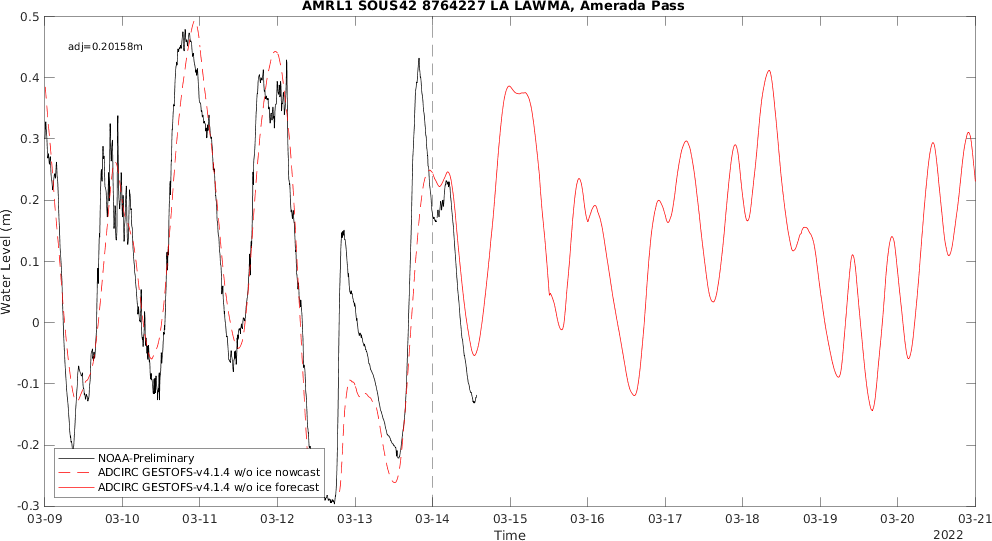 AMRL1 SOUS42 8764227 LA LAWMA, Amerada Pass
adj=0.20158m
Water Level (m)
0.5
0.4
0.3
0.2
0.1
0
-0.1
-0.2
-0.3
NOAA-Preliminary
ADCIRC GESTOFS-v4.1.4 w/o ice nowcast
ADCIRC GESTOFS-v4.1.4 w/o ice forecast
03-09 03-10 03-11 03-12 03-13 03-14 03-15 03-16 03-17 03-18 03-19 03-20 03-21
Time
2022